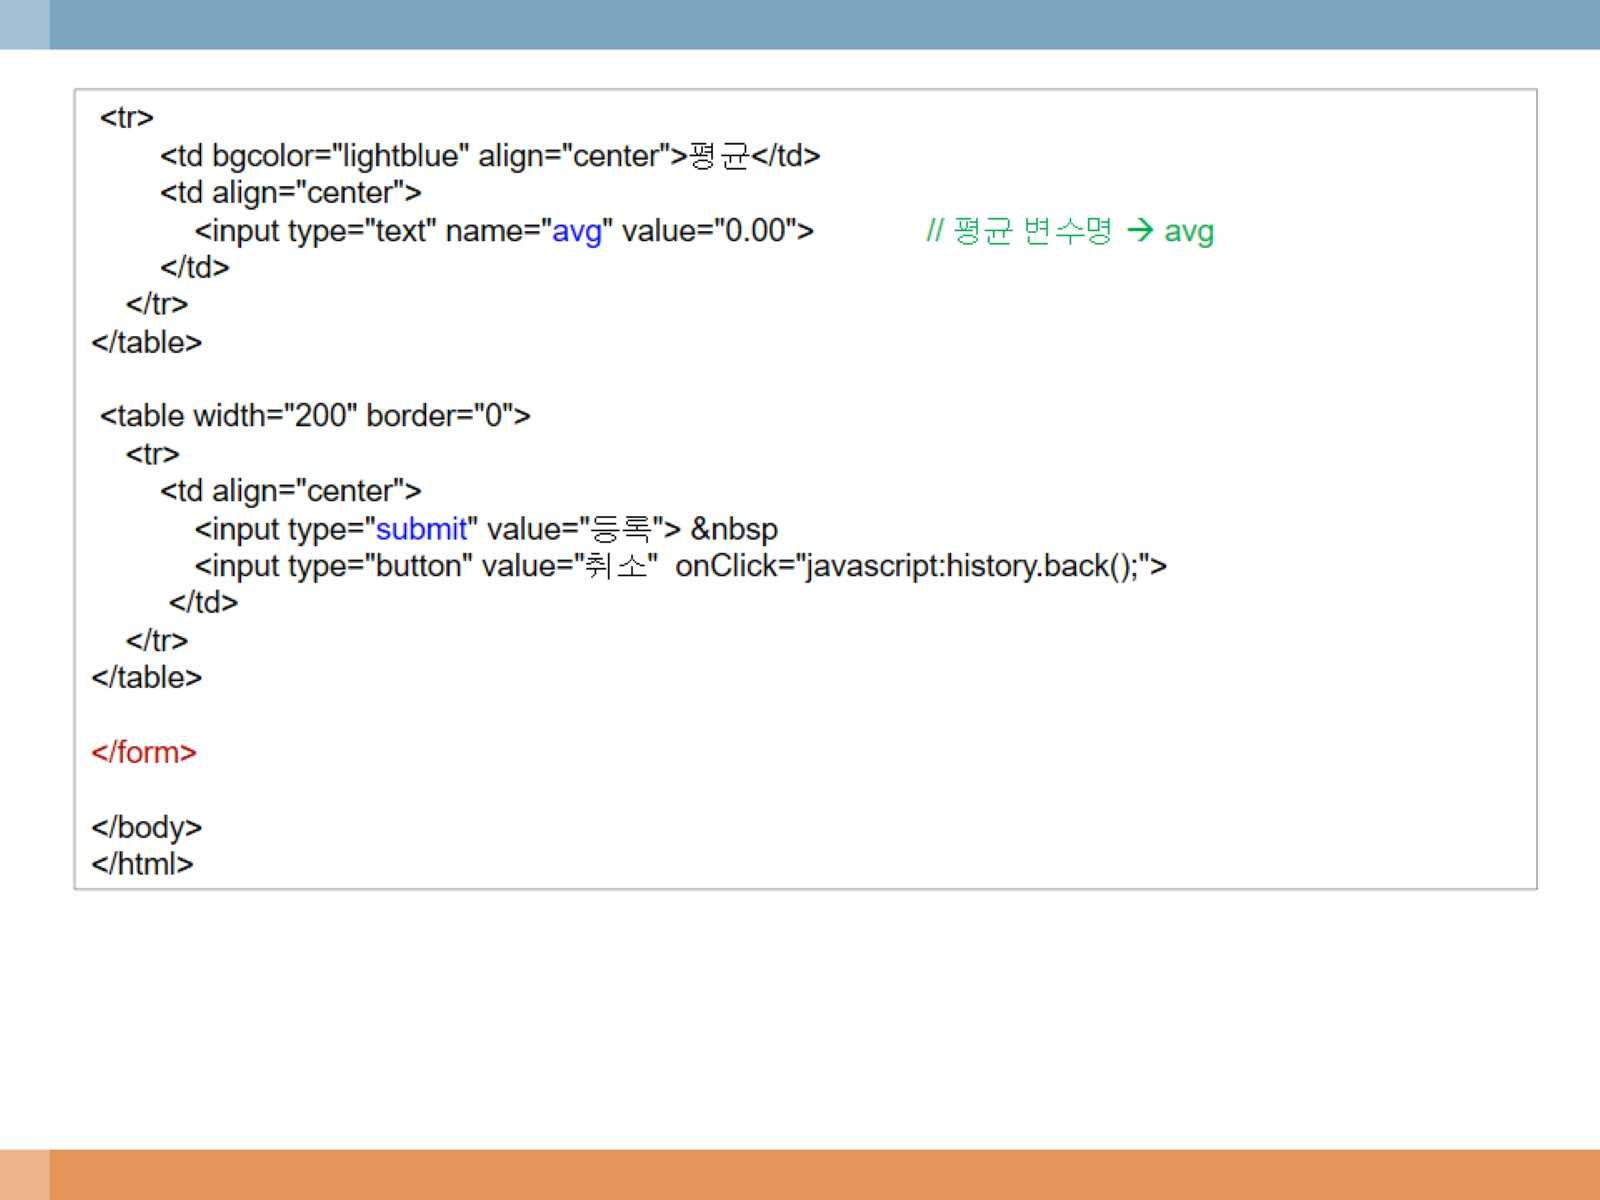 <tr>
<td bgcolor="lightblue" align="center">평균</td>
<td align="center">
<input type="text" name="avg" value="0.00"> // 평균 변수명 → avg
</td>
</tr>
</table>
<table width="200" border="0">
<tr>
<td align="center">
<input type="submit" value="등록"> &nbsp
<input type="button" value="취소" onClick="javascript:history.back();">
</td>
</tr>
</table>
</form>
</body>
</html>